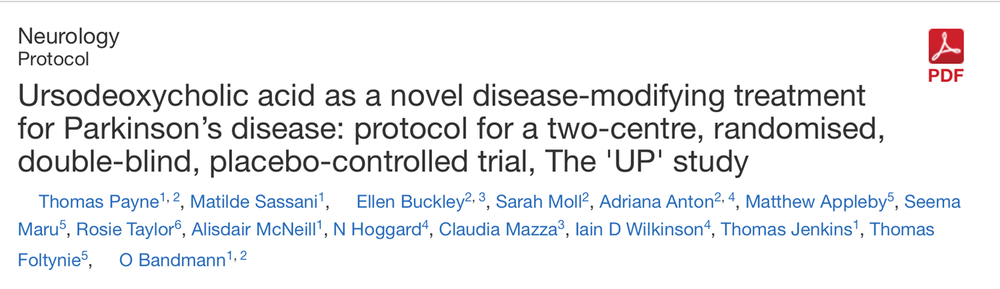 Neurology
Protocol
PDF
Ursodeoxycholic acid as a novel disease-modifying treatment
for Parkinson’s disease: protocol for a two-centre, randomised,
double-blind, placebo-controlled trial, The 'UP' study
Thomas Payne1, 2, Matilde Sassani1, Ellen Buckley2, 3, Sarah Moll2, Adriana Anton2, 4, Matthew Appleby5, Seema
Maru5, Rosie Taylor6, Alisdair McNeill1, N Hoggard4, Claudia Mazza3, Iain D Wilkinson4, Thomas Jenkins1, Thomas
Foltynie5, O Bandmann1, 2